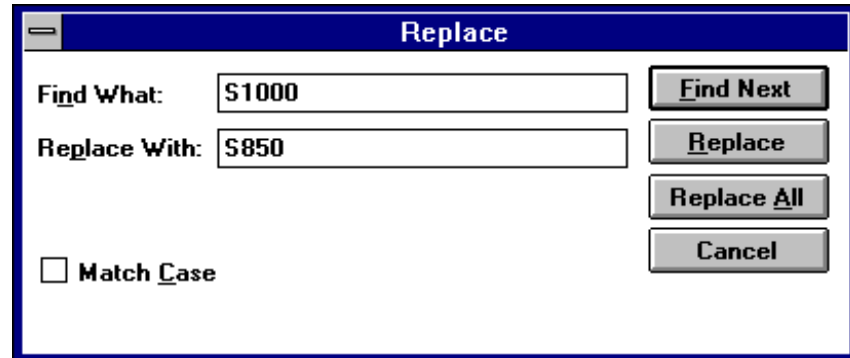 Replace
Find What: S1000
Find Next
Replace With: S850
Replace
Replace All
Cancel
Match Case